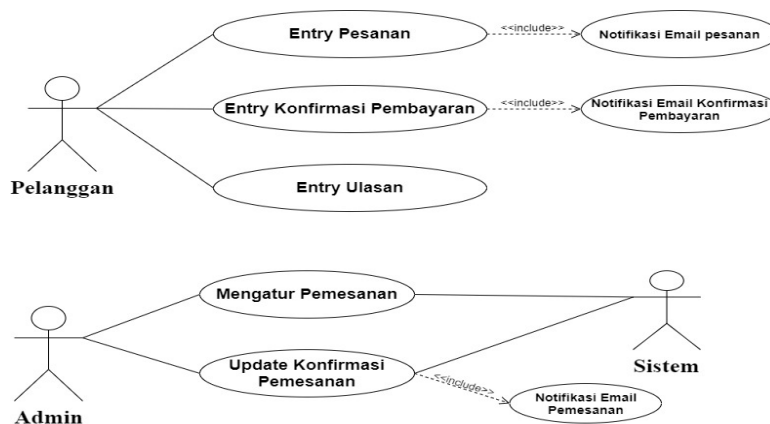 Entry Pesanan
<<include>>
Notifikasi Email pesanan
Entry Konfirmasi Pembayaran
<<include>>
Notifikasi Email Konfirmasi
Pembayaran
Entry Ulasan
Pelanggan
Mengatur Pemesanan
Update Konfirmasi
Pemesanan
<<include>>
Notifikasi Email
Pemesanan
Sistem
Admin